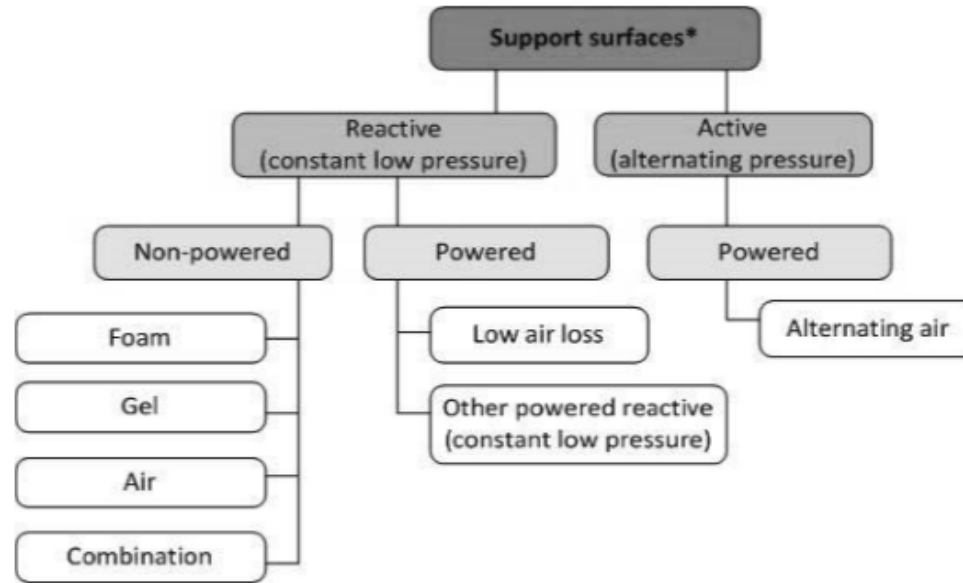 Support surfaces*
Reactive
(constant low pressure)
Active
(alternating pressure)
Non-powered
Powered
Powered
Foam
Gel
Air
Combination
Low air loss
Other powered reactive
(constant low pressure)
Alternating air